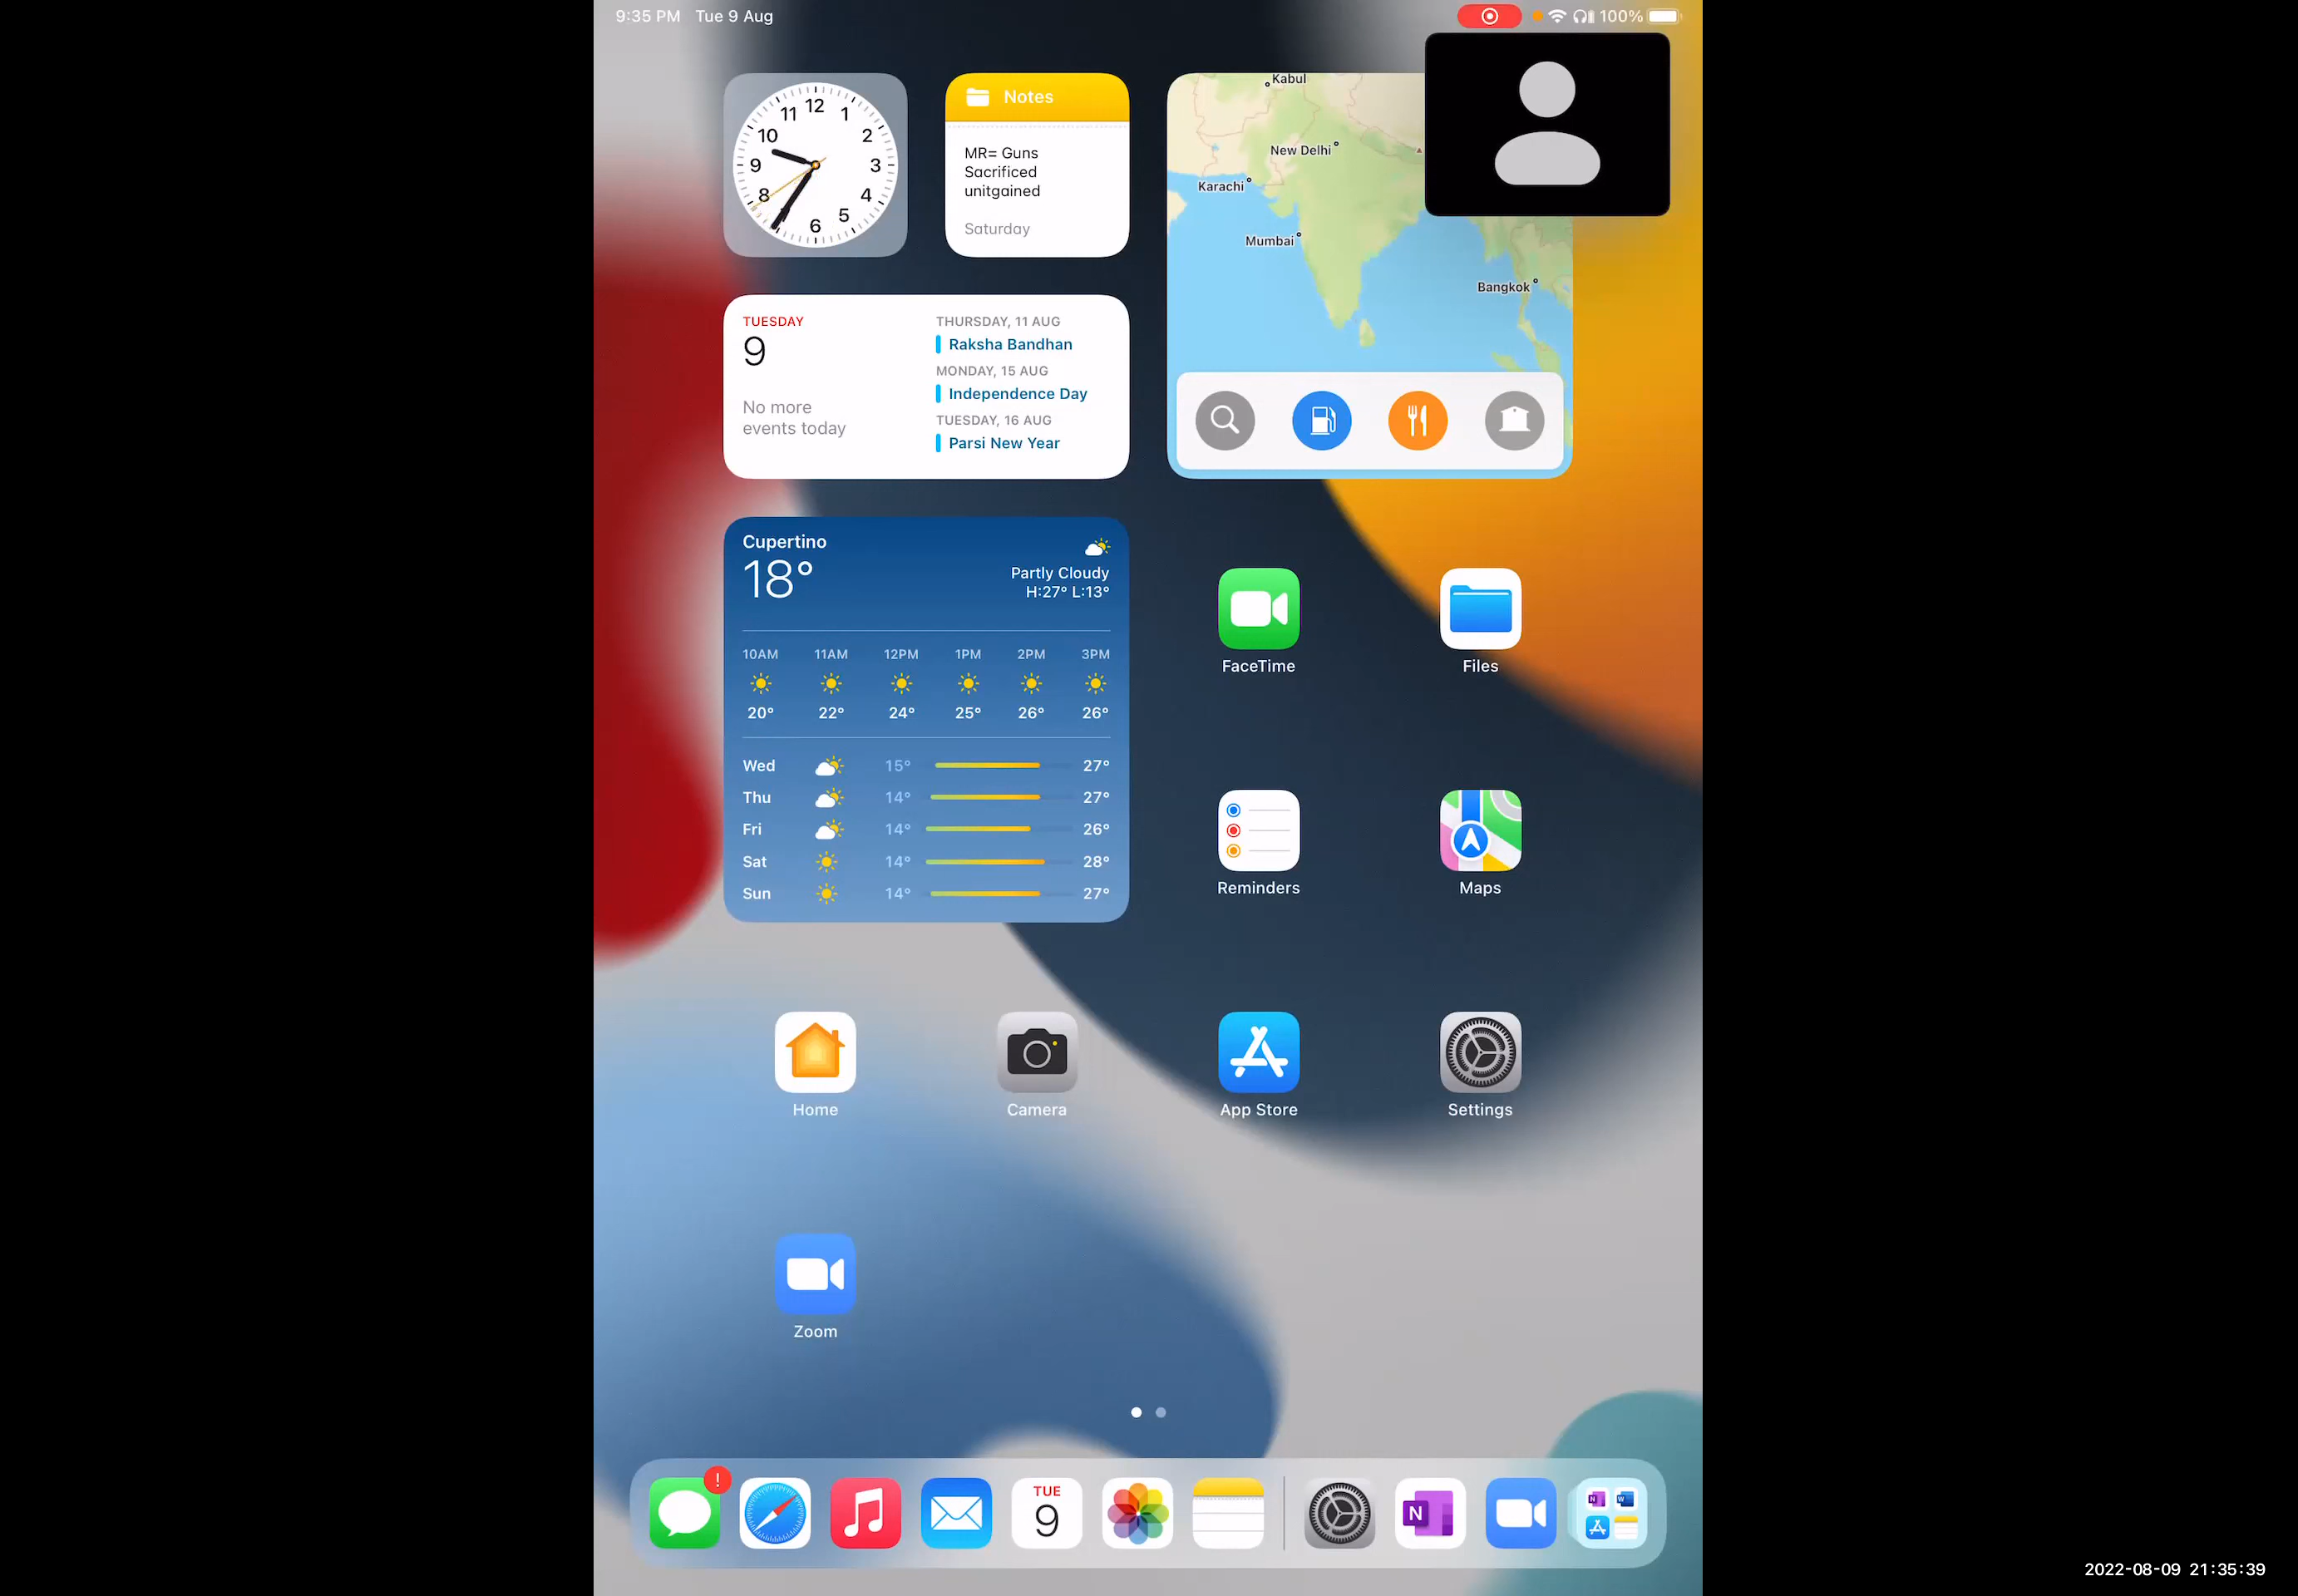 9:35 PM Tue 9 Aug
100%
12
11
1
10
2
9
3
8
4
5
6
Notes
MR= Guns
Sacrificed
unitgained
Saturday
Kabul
New Delhi
Karachi
Mumbai
Bangkok
TUESDAY
9
No more
events today
THURSDAY, 11 AUG
Raksha Bandhan
MONDAY, 15 AUG
Independence Day
TUESDAY, 16 AUG
Parsi New Year
Cupertino
18°
Partly Cloudy
H:27° L:13°
10AM 11AM 12PM 1PM 2PM 3PM
20° 22° 24° 25° 26° 26°
Wed 15° 27°
Thu 14° 27°
Fri 14° 26°
Sat 14° 28°
Sun 14° 27°
FaceTime Files
Reminders Maps
Home Camera App Store Settings
Zoom
!
TUE
9
N
N W
2022-08-09 21:35:39